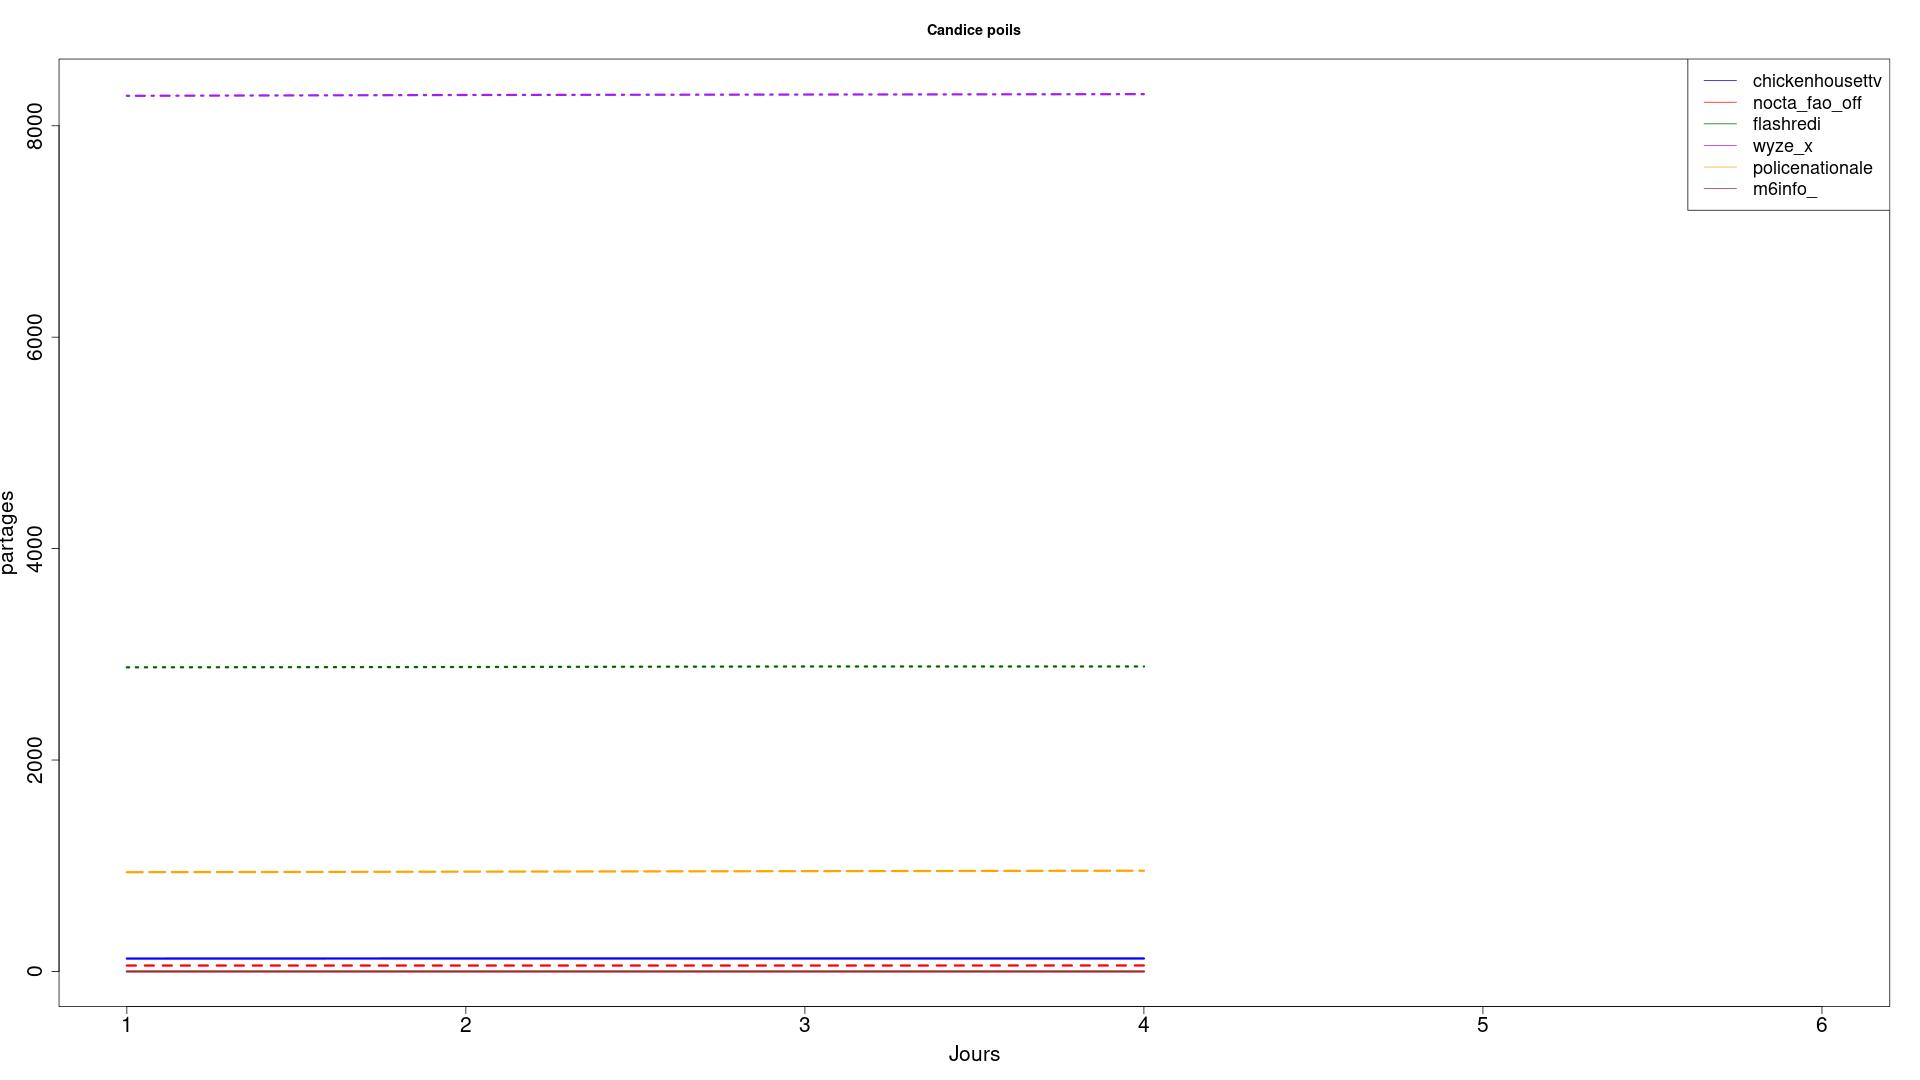 Candice poils
chickenhousettv
nocta_fao_off
flashredi
wyze_x
policenationale
m6info_
partages
8000
6000
4000
2000
0
1 2 3 4 5 6
Jours